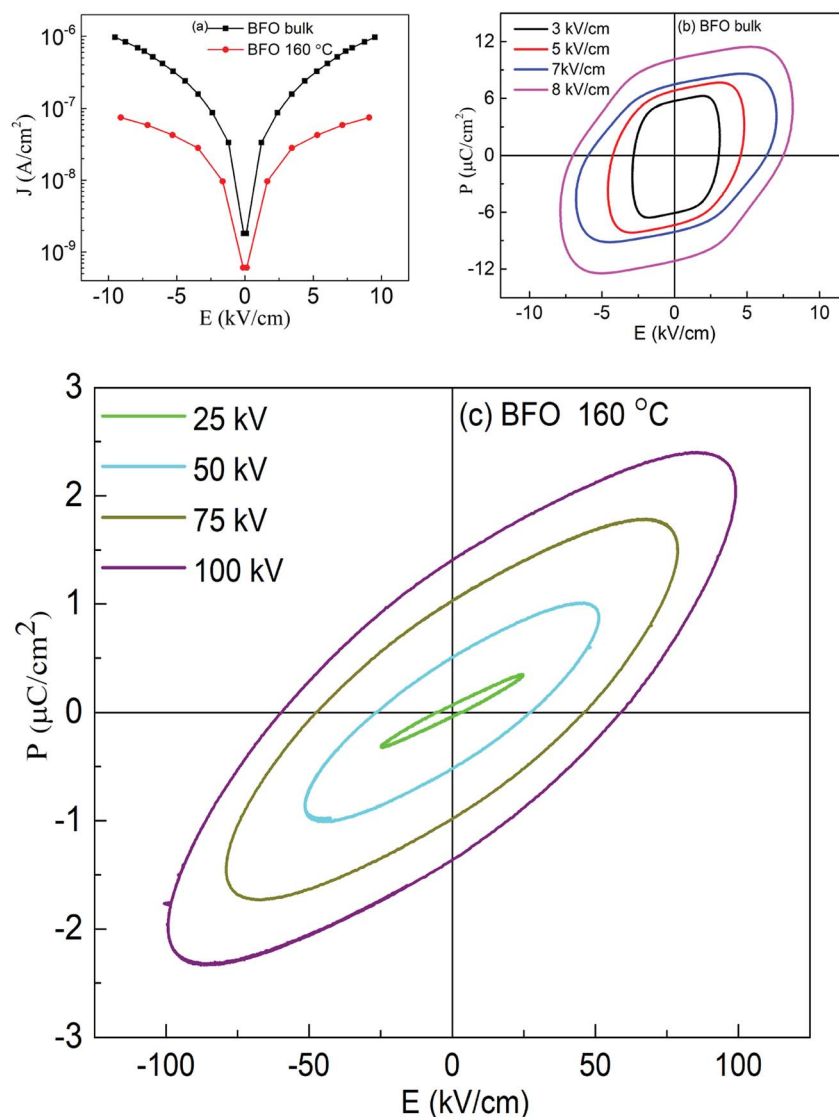 (a) BFO bulk
BFO 160 °C
10⁻⁶
10⁻⁷
10⁻⁸
10⁻⁹
J (A/cm²)
-10 -5 0 5 10
E (kV/cm)
(b) BFO bulk
3 kV/cm
5 kV/cm
7kV/cm
8 kV/cm
12
6
0
-6
-12
P (μC/cm²)
-10 -5 0 5 10
E (kV/cm)
(c) BFO 160 °C
25 kV
50 kV
75 kV
100 kV
3
2
1
0
-1
-2
-3
P (μC/cm²)
-100 -50 0 50 100
E (kV/cm)